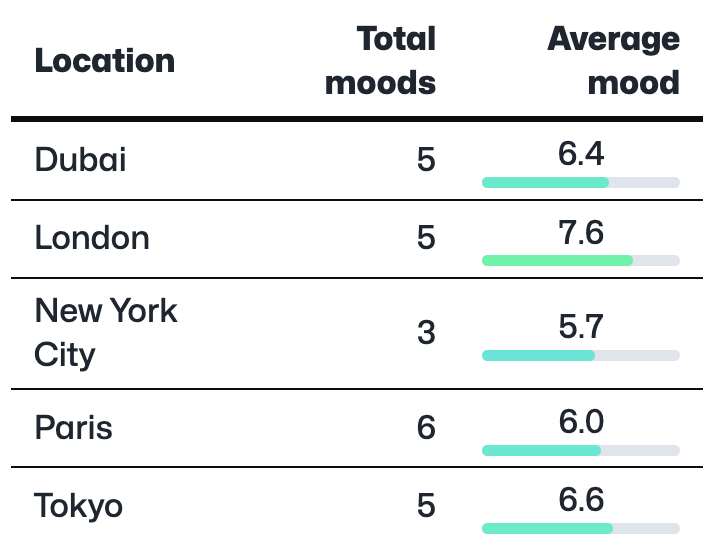 Location Total moods Average mood
Dubai 5 6.4
London 5 7.6
New York City 3 5.7
Paris 6 6.0
Tokyo 5 6.6